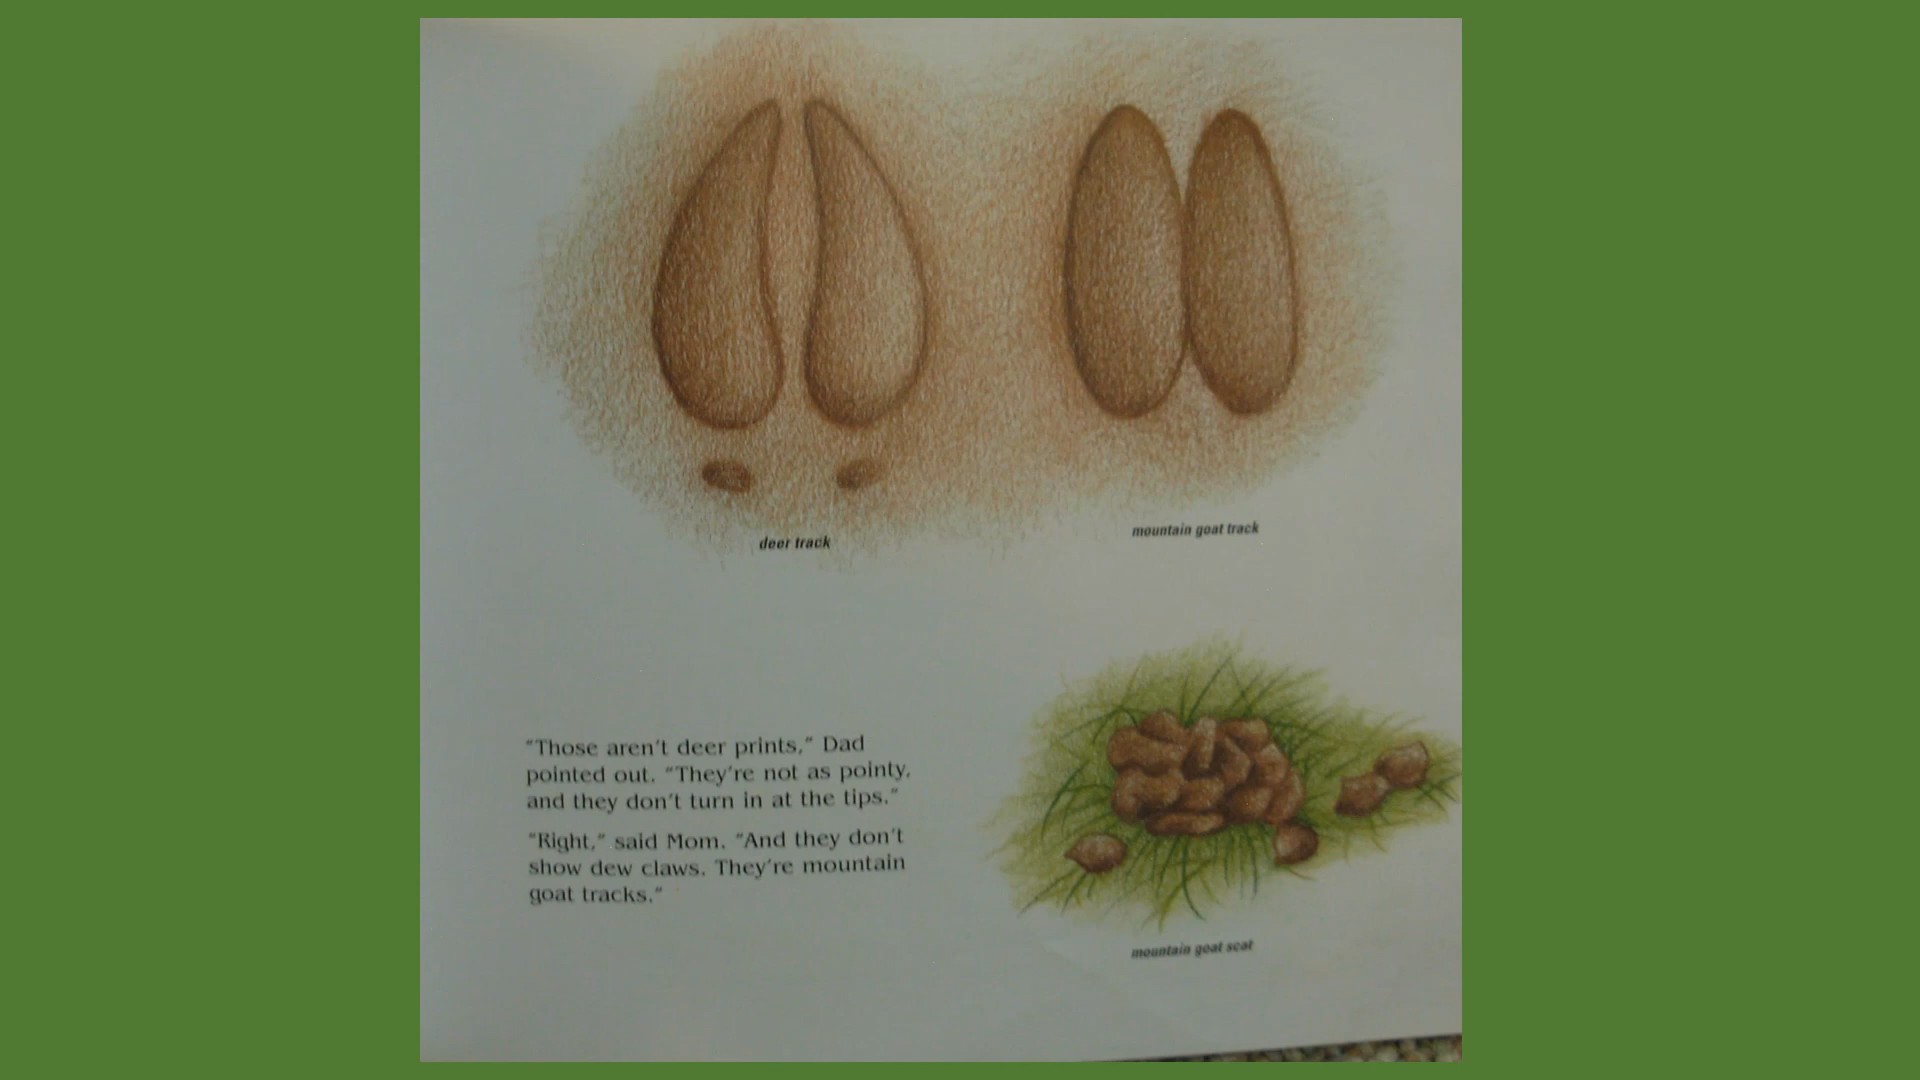 deer track
mountain goat track
"Those aren't deer prints," Dad
pointed out. "They're not as pointy,
and they don't turn in at the tips."
"Right," said Mom. "And they don't
show dew claws. They're mountain
goat tracks."
mountain goat scat